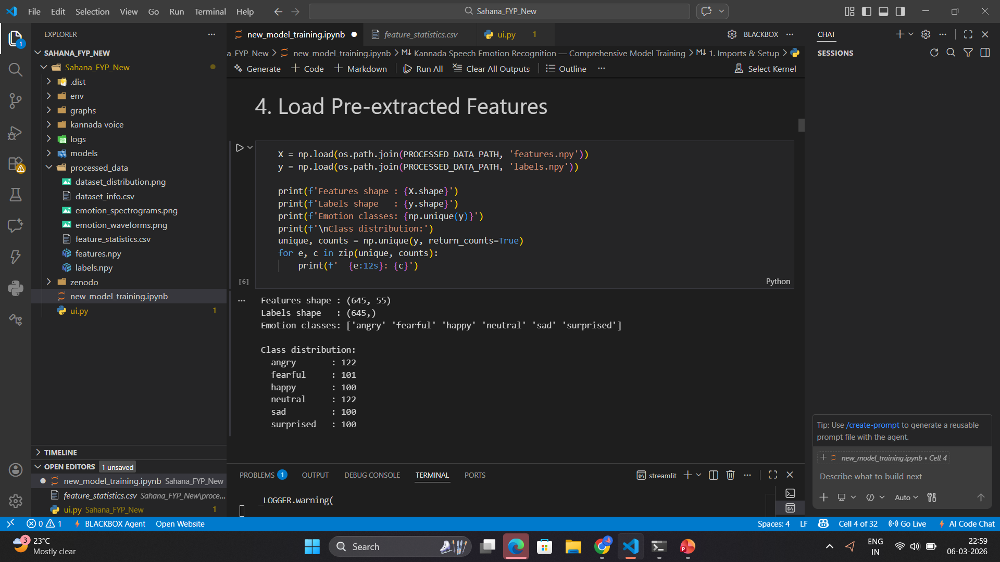 File Edit Selection View Go Run Terminal Help
Sahana_FYP_New
EXPLORER
SAHANA_FYP_NEW
Sahana_FYP_New
.dist
env
graphs
kannada voice
logs
models
processed_data
dataset_distribution.png
dataset_info.csv
emotion_spectrograms.png
emotion_waveforms.png
feature_statistics.csv
features.npy
labels.npy
zenodo
new_model_training.ipynb
ui.py 1
TIMELINE
OPEN EDITORS 1 unsaved
new_model_training.ipynb Sahana_FYP_New
feature_statistics.csv Sahana_FYP_New\proce...
ui.py Sahana_FYP_New 1
1
new_model_training.ipynb feature_statistics.csv ui.py 1 BLACKBOX
a_FYP_New > new_model_training.ipynb > M↓ Kannada Speech Emotion Recognition — Comprehensive Model Training > M↓ 1. Imports & Setup >
Generate + Code + Markdown Run All Clear All Outputs Outline ... Select Kernel
4. Load Pre-extracted Features
X = np.load(os.path.join(PROCESSED_DATA_PATH, 'features.npy'))
y = np.load(os.path.join(PROCESSED_DATA_PATH, 'labels.npy'))
print(f'Features shape : {X.shape}')
print(f'Labels shape   : {y.shape}')
print(f'Emotion classes: {np.unique(y)}')
print(f'\nClass distribution:')
unique, counts = np.unique(y, return_counts=True)
for e, c in zip(unique, counts):
    print(f'  {e:12s}: {c}')
[6] Python
Features shape : (645, 55)
Labels shape   : (645,)
Emotion classes: ['angry' 'fearful' 'happy' 'neutral' 'sad' 'surprised']
Class distribution:
  angry       : 122
  fearful     : 101
  happy       : 100
  neutral     : 122
  sad         : 100
  surprised   : 100
PROBLEMS 1 OUTPUT DEBUG CONSOLE TERMINAL PORTS streamlit
_LOGGER.warning(
CHAT
SESSIONS
Tip: Use /create-prompt to generate a reusable
prompt file with the agent.
+ new_model_training.ipynb • Cell 4
Describe what to build next
Auto
0 1 BLACKBOX Agent Open Website Spaces: 4 LF Cell 4 of 32 Go Live AI Code Chat
3
23°C
Mostly clear
Search
ENG
IN
22:59
06-03-2026